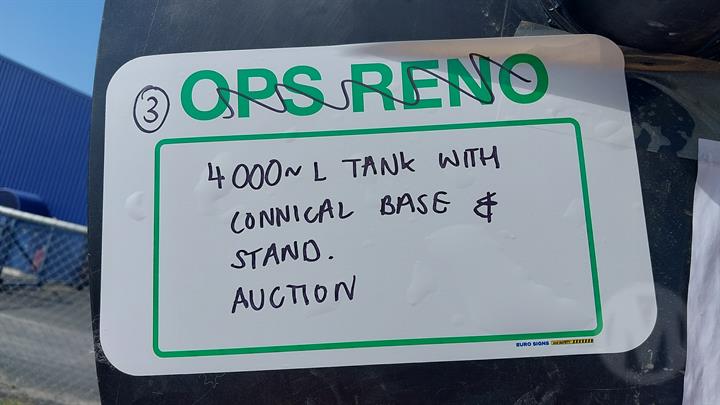 3 OPS RENO
4000~ L TANK WITH
CONNICAL BASE &
STAND.
AUCTION
EURO SIGNS